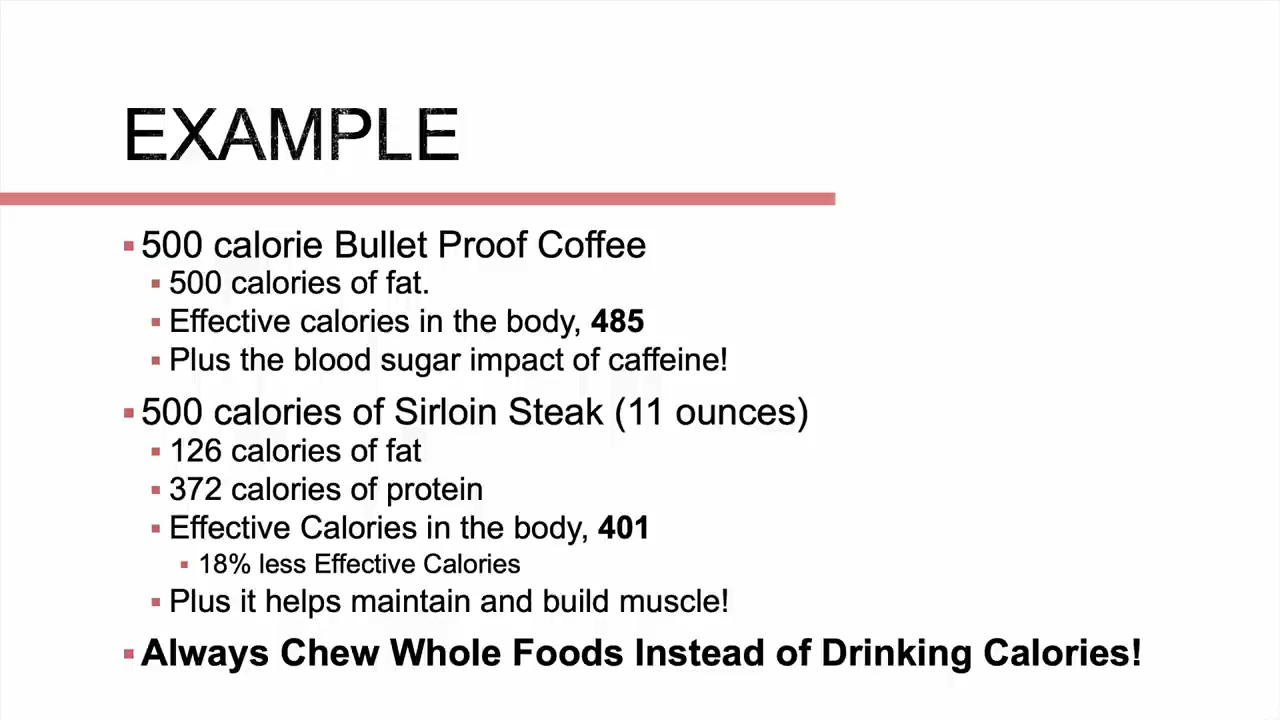 EXAMPLE
500 calorie Bullet Proof Coffee
500 calories of fat.
Effective calories in the body, 485
Plus the blood sugar impact of caffeine!
500 calories of Sirloin Steak (11 ounces)
126 calories of fat
372 calories of protein
Effective Calories in the body, 401
18% less Effective Calories
Plus it helps maintain and build muscle!
Always Chew Whole Foods Instead of Drinking Calories!